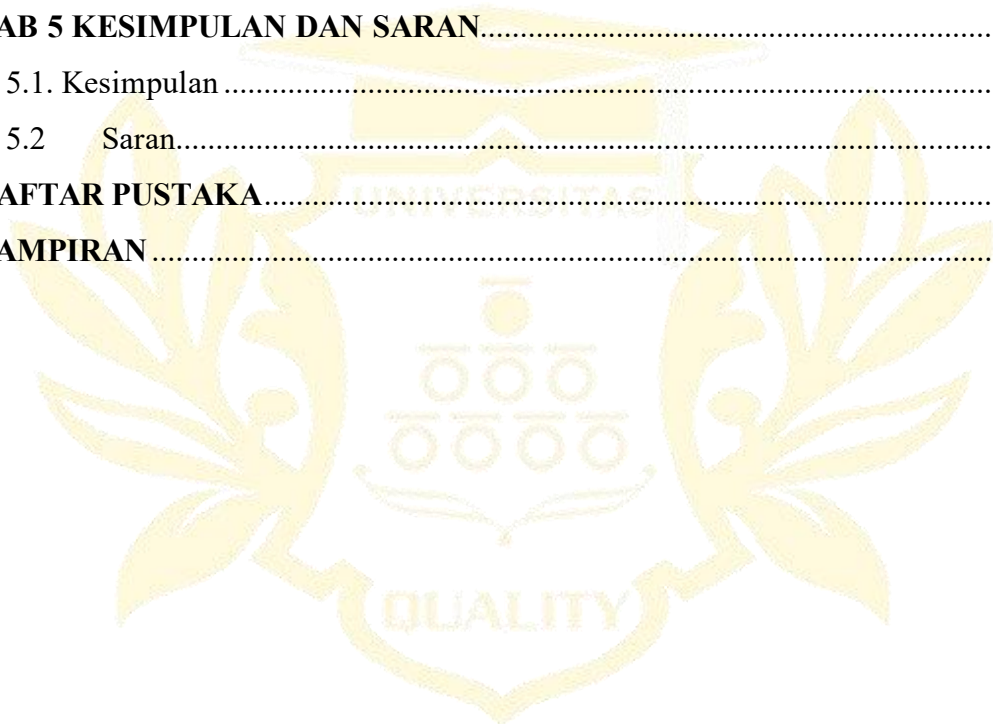 AB 5 KESIMPULAN DAN SARAN........................................................................
5.1. Kesimpulan........................................................................................................
5.2 Saran..............................................................................................................
AFTAR PUSTAKA....................................................................................................
AMPIRAN..................................................................................................................
UNIVERSITAS
QUALITY